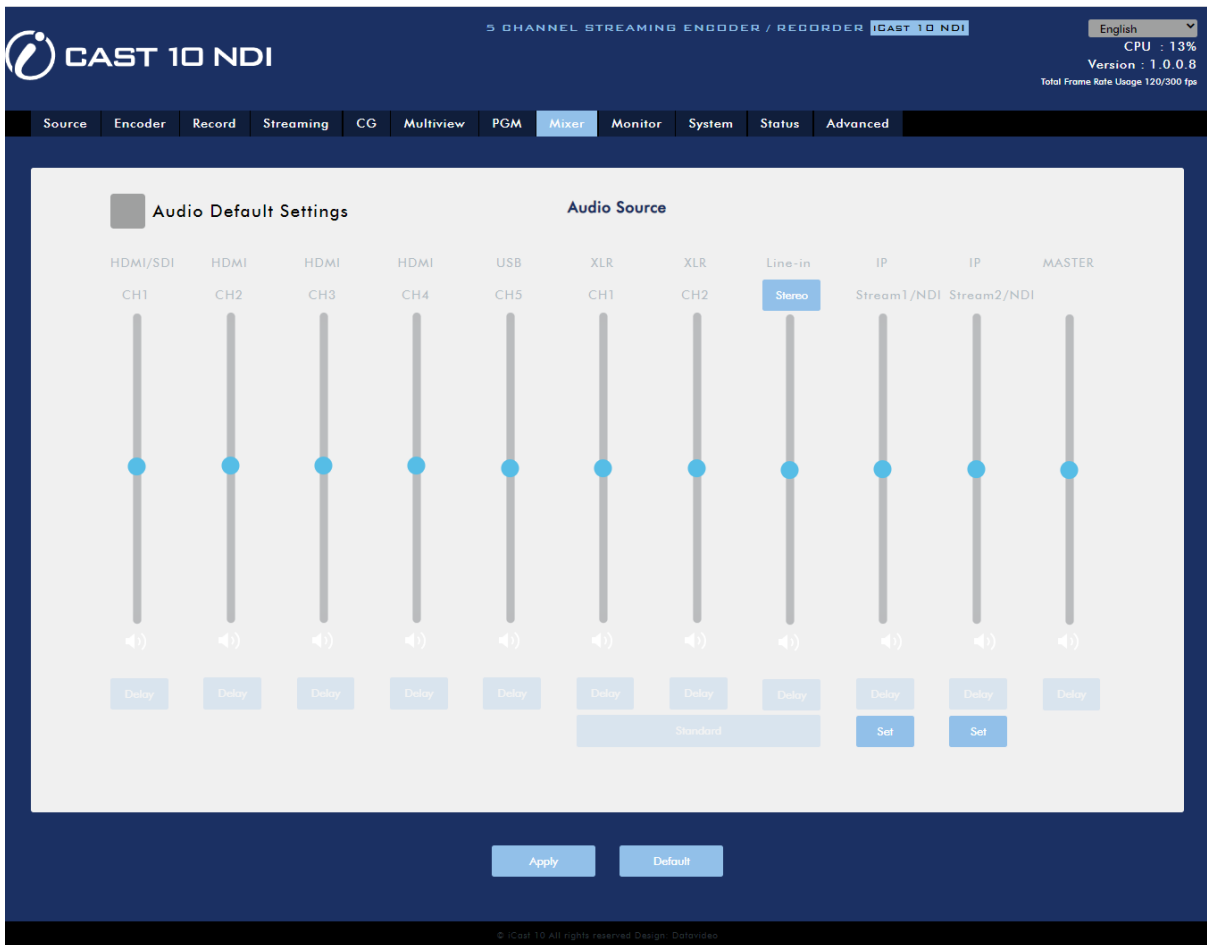 5 CHANNEL STREAMING ENCODER / RECORDER iCAST 10 NDI
English
CAST 10 NDI
CPU : 13%
Version : 1.0.0.8
Total Frame Rate Usage 120/300 fps
Source Encoder Record Streaming CG Multiview PGM Mixer Monitor System Status Advanced
Audio Default Settings
Audio Source
HDMI/SDI HDMI HDMI HDMI USB XLR XLR Line-in IP IP MASTER
CH1 CH2 CH3 CH4 CH5 CH1 CH2 Stereo Stream1/NDI Stream2/NDI
Delay Delay Delay Delay Delay Delay Delay Delay Delay Delay Delay
Standard Set Set
Apply Default
© iCast 10 All rights reserved Design: Datavideo